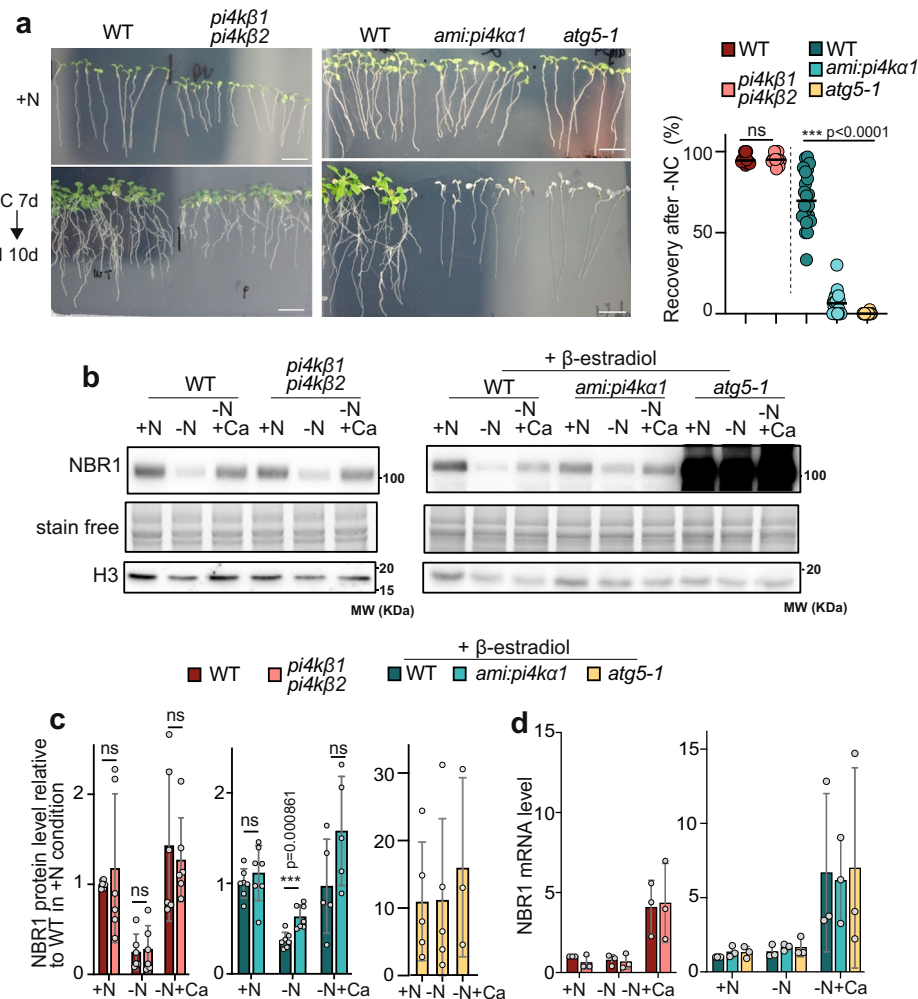 a
WT
pi4kβ1
pi4kβ2
WT
ami:pi4kα1
atg5-1
+N
C 7d
10d
WT
WT
pi4kβ1
pi4kβ2
WT
ami:pi4kα1
atg5-1
Recovery after -NC (%)
ns
*** p<0.0001
100
50
0
b
WT
pi4kβ1
pi4kβ2
+N
-N
-N
+Ca
+N
-N
-N
+Ca
+ β-estradiol
WT
ami:pi4kα1
atg5-1
+N
-N
-N
+Ca
+N
-N
-N
+Ca
+N
-N
-N
+Ca
NBR1
100
100
stain free
H3
20
15
20
MW (KDa)
MW (KDa)
WT
pi4kβ1
pi4kβ2
+ β-estradiol
WT
ami:pi4kα1
atg5-1
c
NBR1 protein level relative
to WT in +N condition
2
1
0
ns
ns
ns
+N
-N
-N+Ca
2
1
0
ns
***
p=0.000861
ns
+N
-N
-N+Ca
30
20
10
0
+N
-N
-N+Ca
d
NBR1 mRNA level
15
10
5
0
+N
-N
-N+Ca
15
10
5
0
+N
-N
-N+Ca